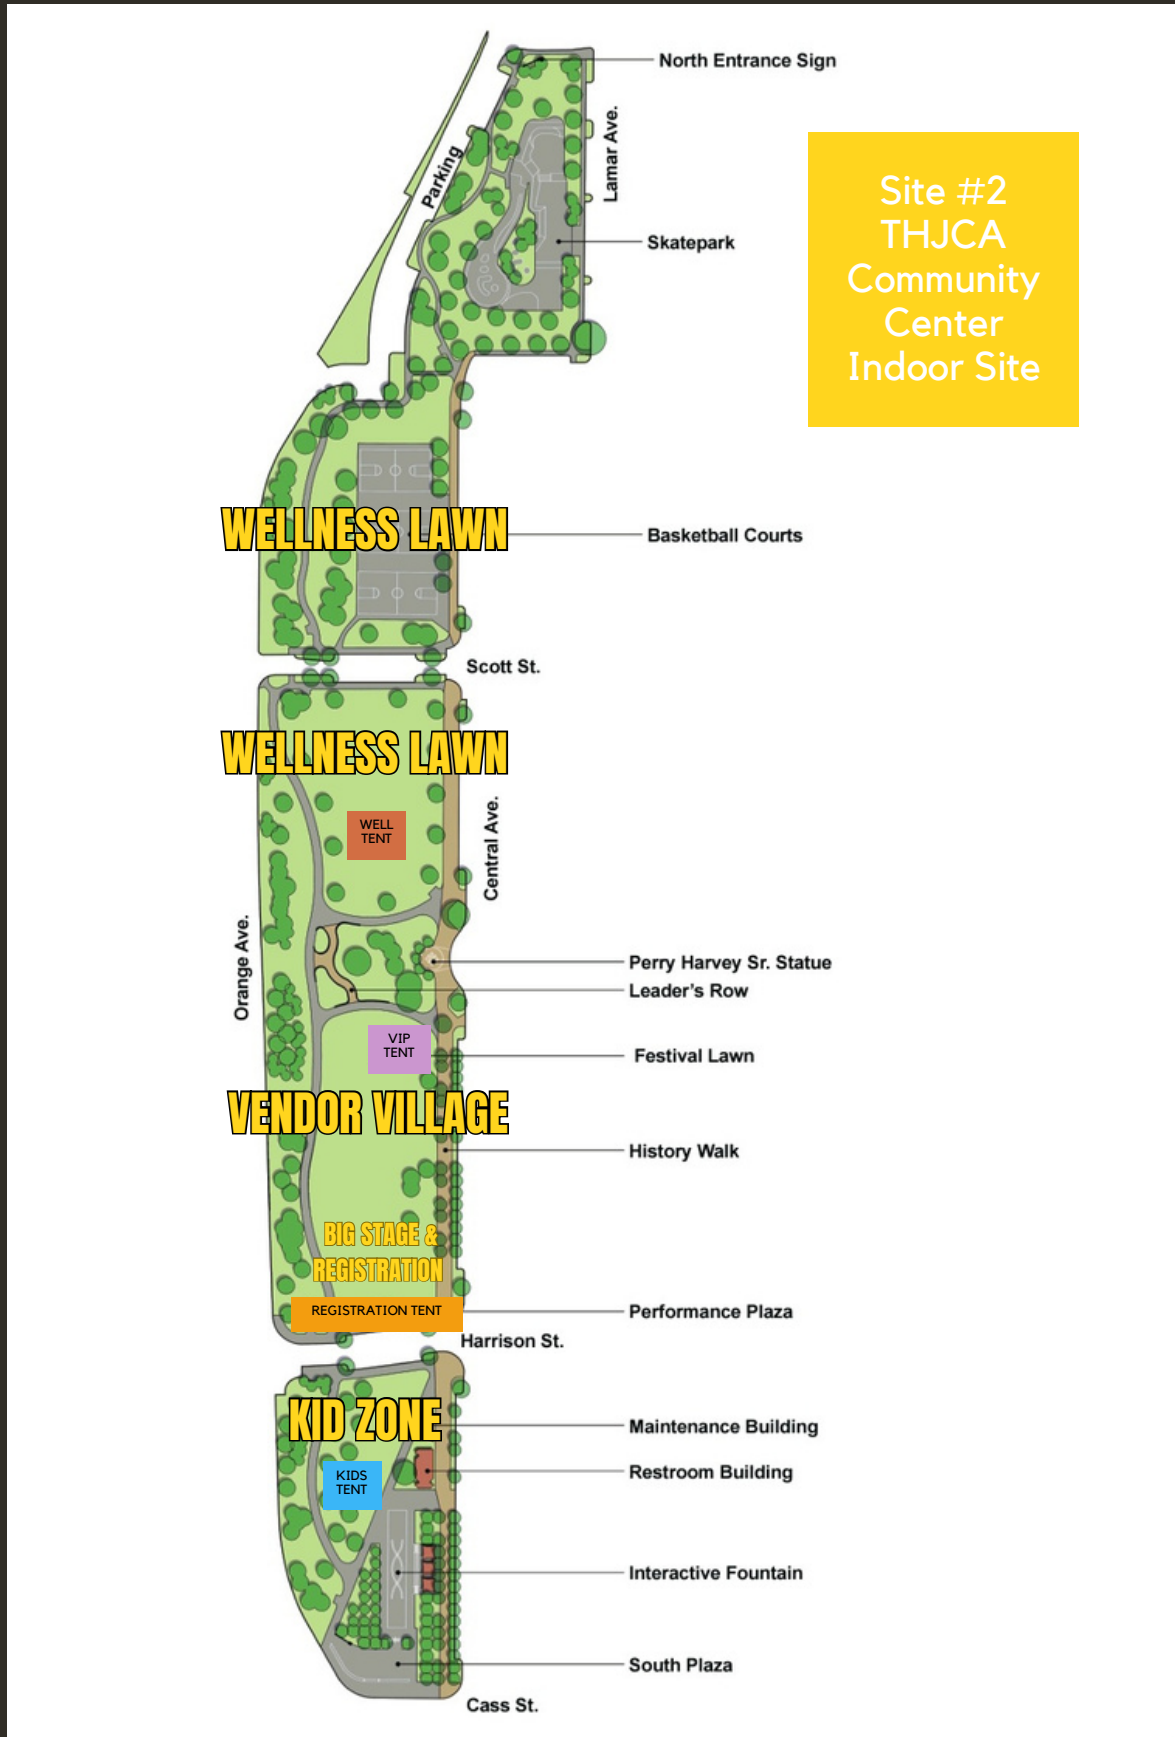 North Entrance Sign
Lamar Ave.
Parking
Site #2
THJCA
Community
Center
Indoor Site
Skatepark
WELLNESS LAWN
Basketball Courts
Scott St.
WELLNESS LAWN
WELL
TENT
Central Ave.
Orange Ave.
Perry Harvey Sr. Statue
Leader's Row
VIP
TENT
Festival Lawn
VENDOR VILLAGE
History Walk
BIG STAGE &
REGISTRATION
REGISTRATION TENT
Performance Plaza
Harrison St.
KID ZONE
Maintenance Building
KIDS
TENT
Restroom Building
Interactive Fountain
South Plaza
Cass St.